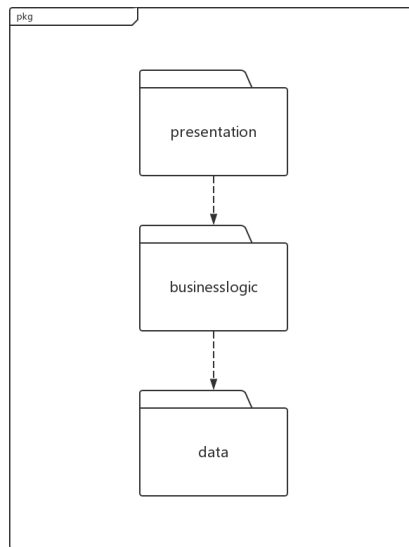 pkg
presentation
businesslogic
data